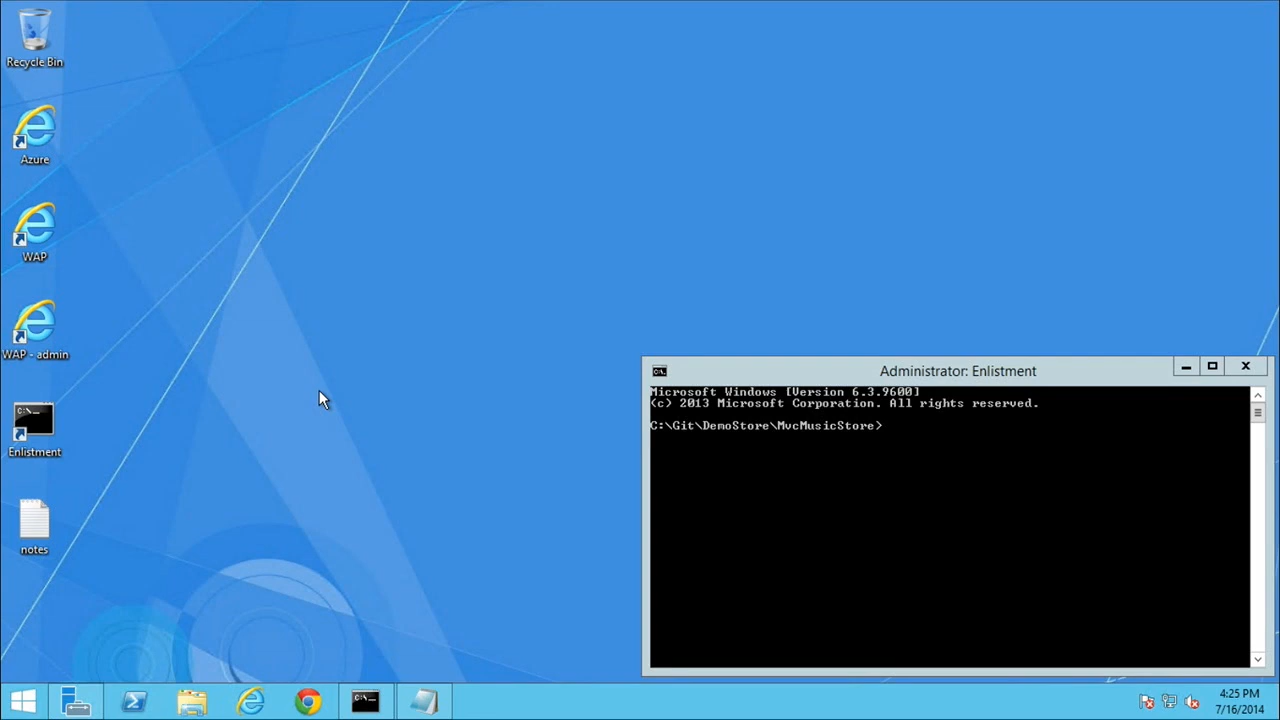 Recycle Bin
Azure
WAP
WAP - admin
Enlistment
notes
Administrator: Enlistment
Microsoft Windows [Version 6.3.9600]
(c) 2013 Microsoft Corporation. All rights reserved.
C:\Git\DemoStore\MvcMusicStore>
4:25 PM
7/16/2014